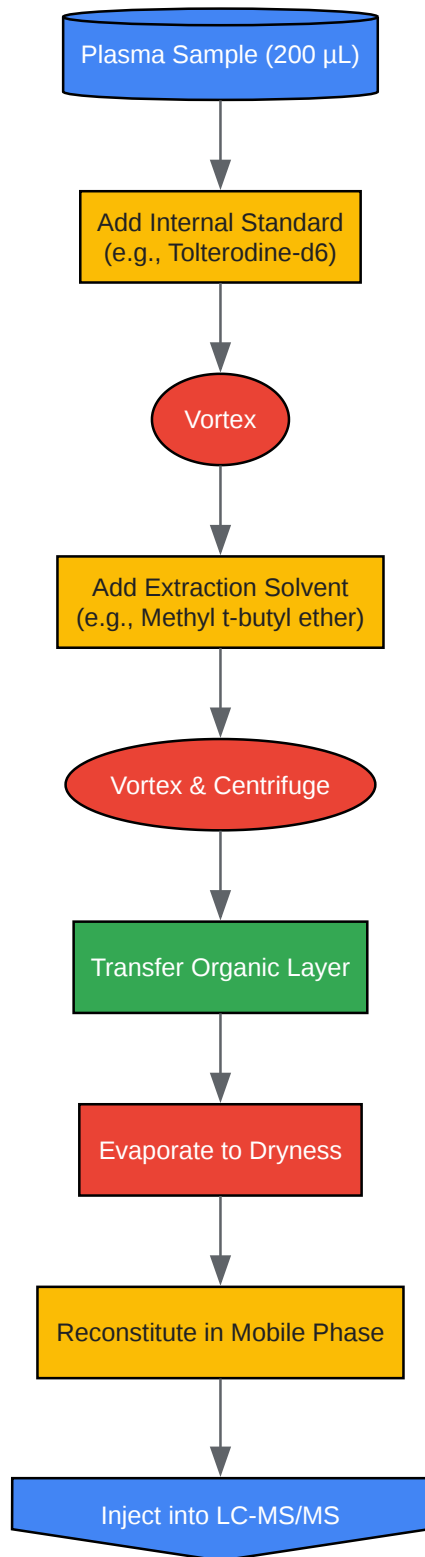 Plasma Sample (200 µL)
Add Internal Standard
(e.g., Tolterodine-d6)
Vortex
Add Extraction Solvent
(e.g., Methyl t-butyl ether)
Vortex & Centrifuge
Transfer Organic Layer
Evaporate to Dryness
Reconstitute in Mobile Phase
Inject into LC-MS/MS